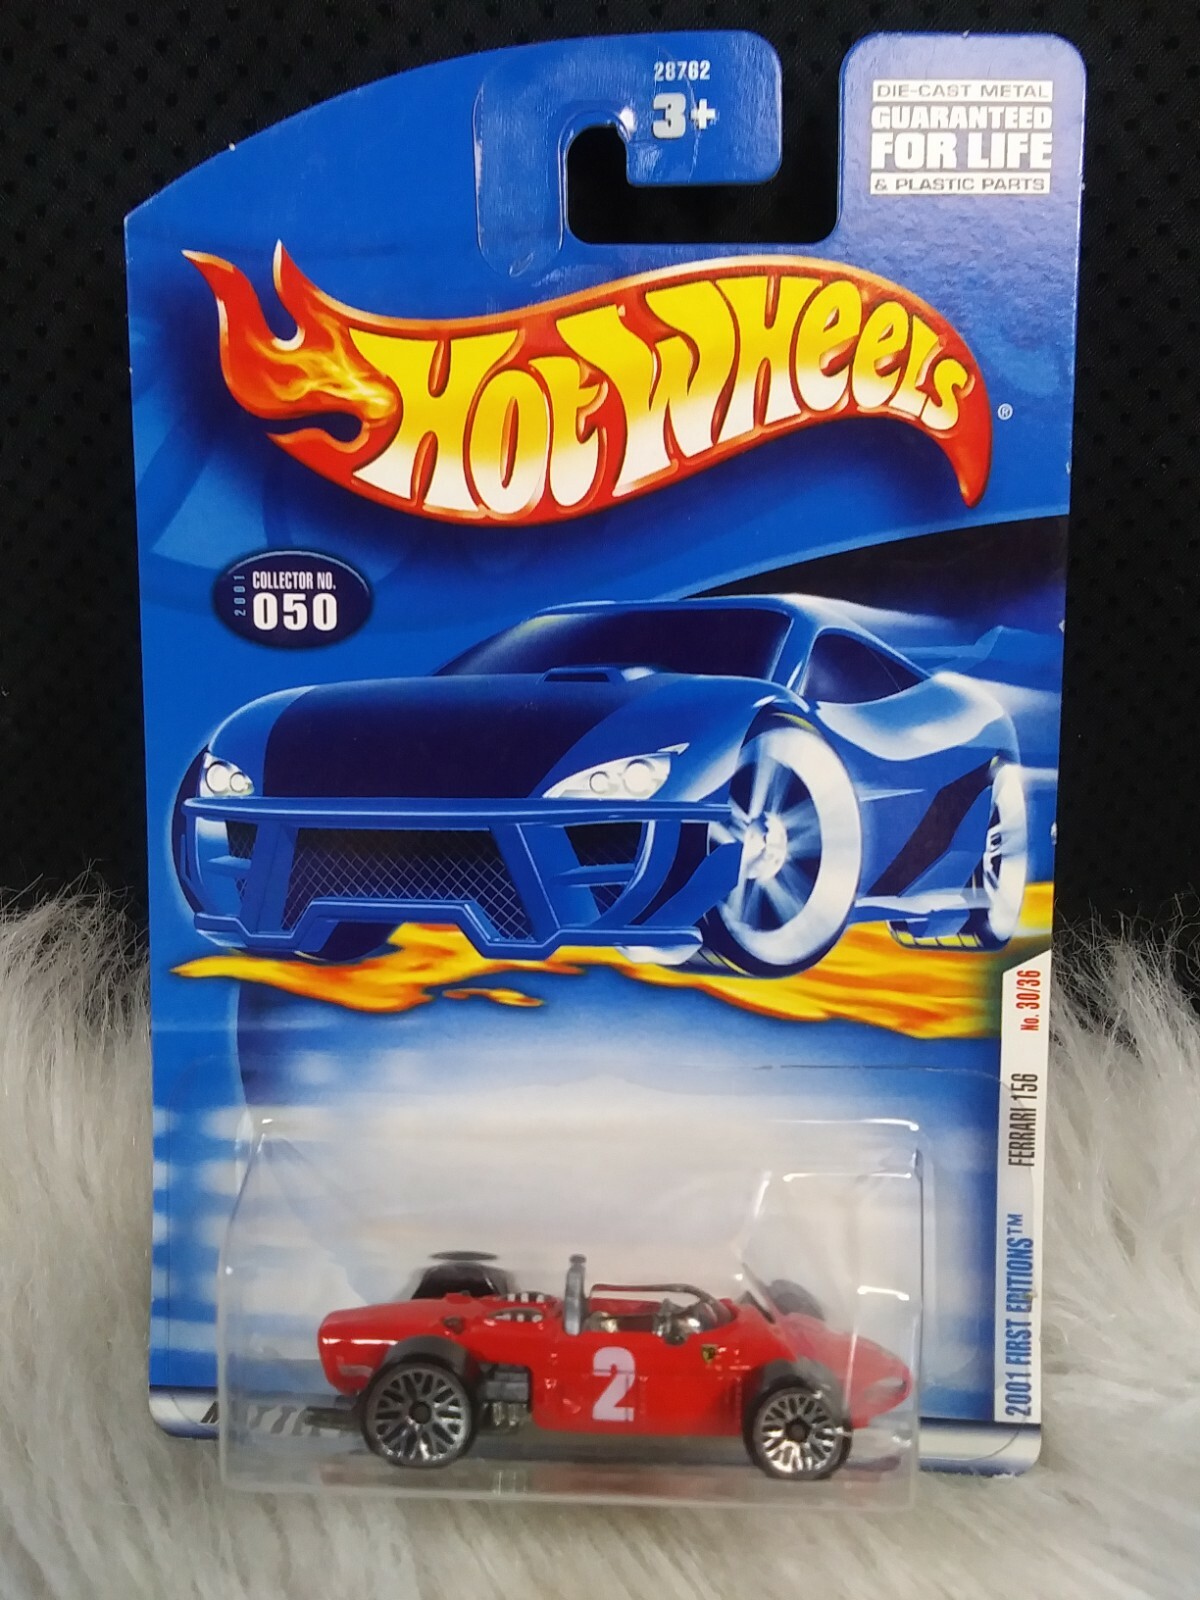 28762
3+
DIE-CAST METAL
GUARANTEED
FOR LIFE
& PLASTIC PARTS
HOT WHEELS®
2001
COLLECTOR NO.
050
2001 FIRST EDITIONS™ FERRARI 156 No. 30/36
2